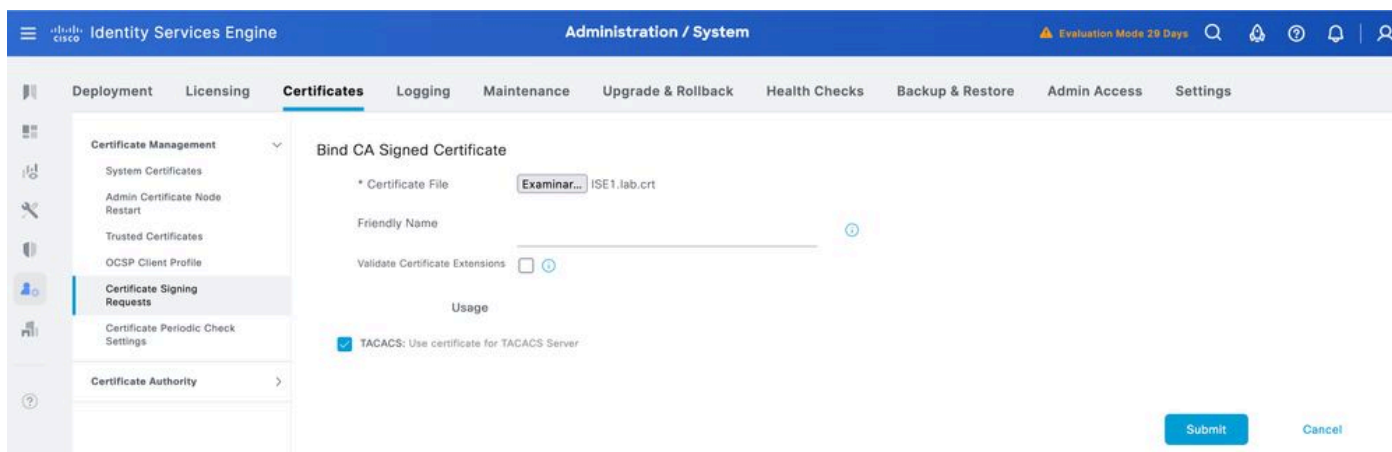 cisco Identity Services Engine
Administration / System
Evaluation Mode 29 Days
Deployment Licensing Certificates Logging Maintenance Upgrade & Rollback Health Checks Backup & Restore Admin Access Settings
Certificate Management
System Certificates
Admin Certificate Node
Restart
Trusted Certificates
OCSP Client Profile
Certificate Signing
Requests
Certificate Periodic Check
Settings
Certificate Authority
Bind CA Signed Certificate
* Certificate File Examinar... ISE1.lab.crt
Friendly Name
Validate Certificate Extensions
Usage
TACACS: Use certificate for TACACS Server
Submit Cancel